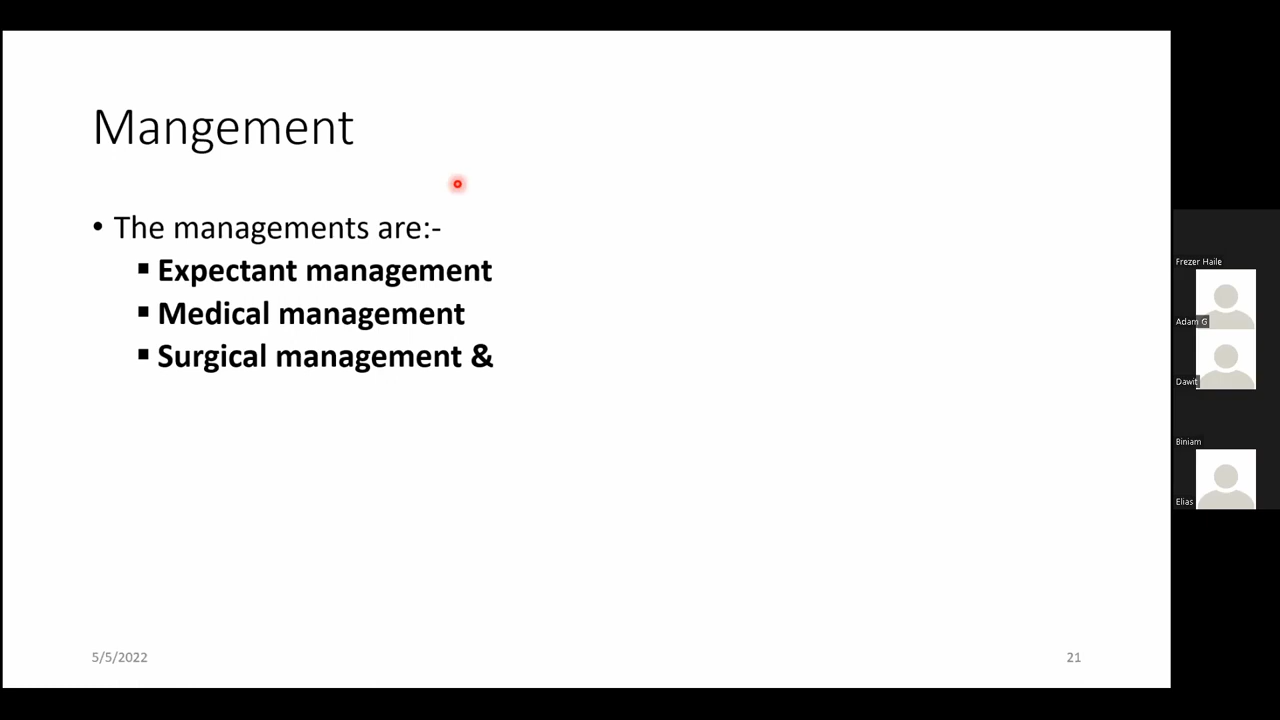 Mangement
• The managements are:-
▪ Expectant management
▪ Medical management
▪ Surgical management &
5/5/2022
21
Frezer Haile
Adam G
Dawit
Biniam
Elias